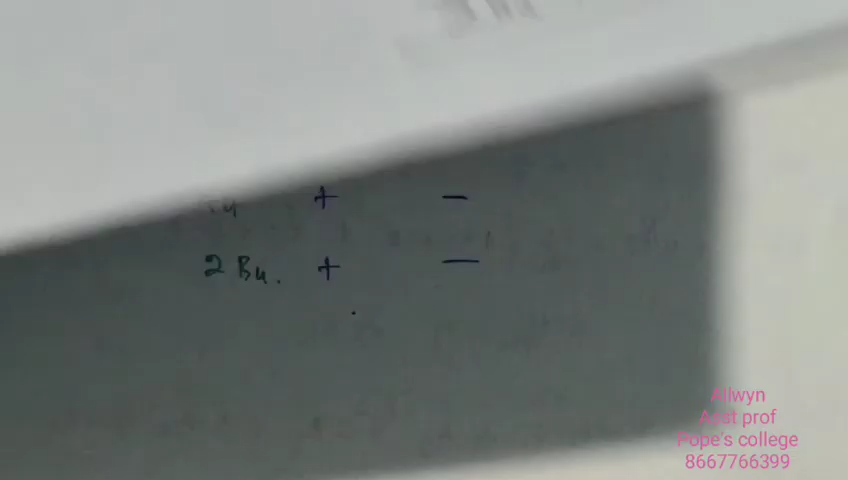 + —
2 Bu. + —
Allwyn
Asst prof
Pope's college
8667766399